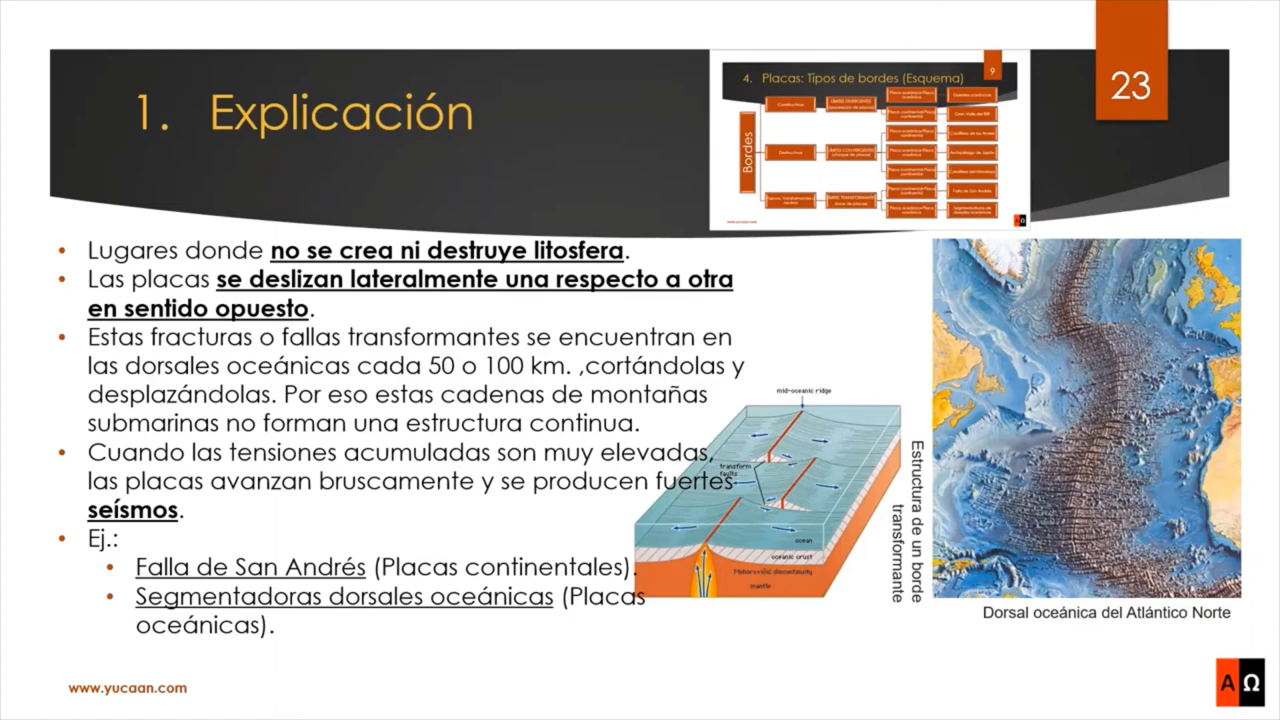 1. Explicación
23
4. Placas: Tipos de bordes (Esquema)
9
Bordes
• Lugares donde no se crea ni destruye litosfera.
• Las placas se deslizan lateralmente una respecto a otra
en sentido opuesto.
• Estas fracturas o fallas transformantes se encuentran en
las dorsales oceánicas cada 50 o 100 km. ,cortándolas y
desplazándolas. Por eso estas cadenas de montañas
submarinas no forman una estructura continua.
• Cuando las tensiones acumuladas son muy elevadas,
las placas avanzan bruscamente y se producen fuertes
seísmos.
• Ej.:
• Falla de San Andrés (Placas continentales).
• Segmentadoras dorsales oceánicas (Placas
oceánicas).
mid-oceanic ridge
transform
faults
ocean
oceanic crust
Mohorovičić discontinuity
mantle
Estructura de un borde
transformante
Dorsal oceánica del Atlántico Norte
www.yucaan.com
A Ω